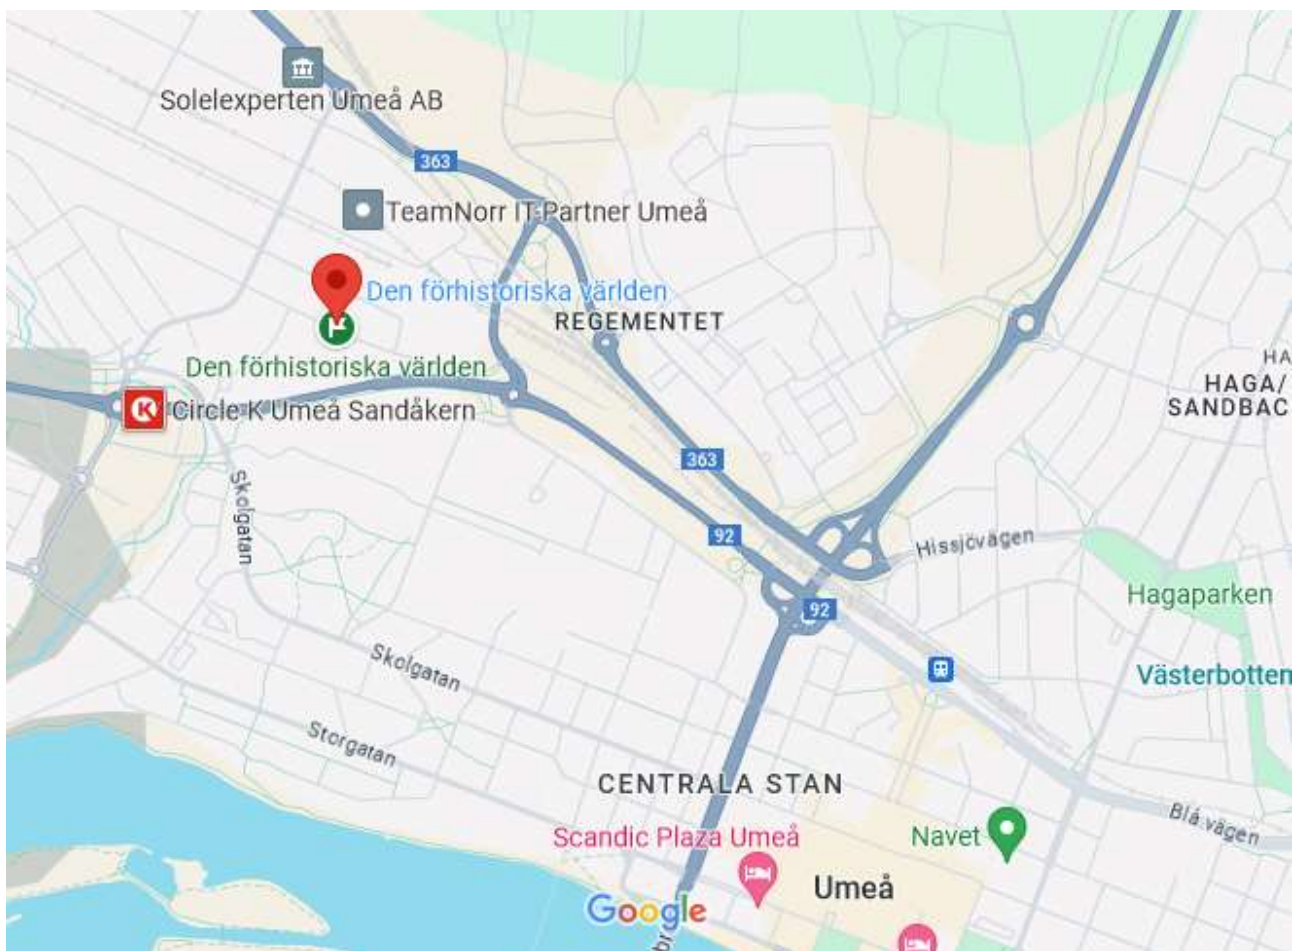 Solelexperten Umeå AB
363
TeamNorr IT-Partner Umeå
Den förhistoriska världen
REGEMENTET
Den förhistoriska världen
HAGA/
SANDBAC
K
Circle K Umeå Sandåkern
363
Skolgatan
92
Hissjövägen
Hagaparken
92
Skolgatan
Västerbotten
Storgatan
CENTRALA STAN
Blå vägen
Scandic Plaza Umeå
Navet
Umeå
Google